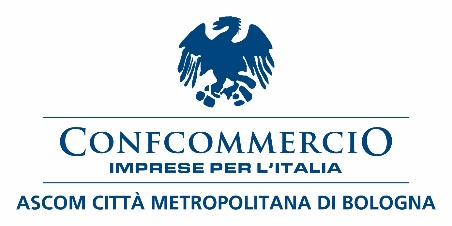 CONFCOMMERCIO
IMPRESE PER L'ITALIA
ASCOM CITTÀ METROPOLITANA DI BOLOGNA